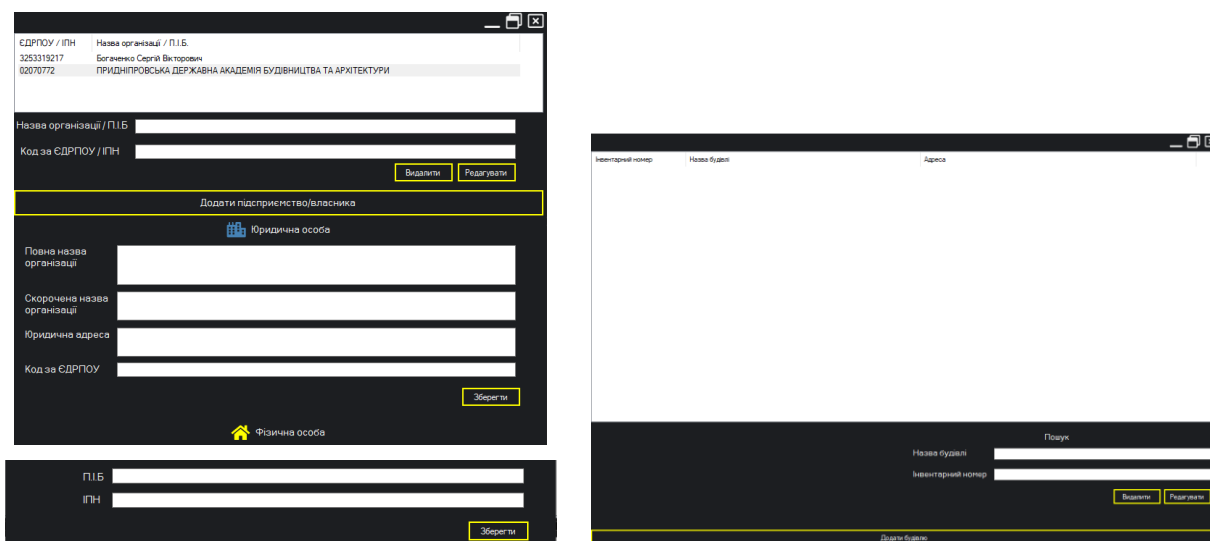 ЄДРПОУ / ІПН Назва організації / П.І.Б.
3253319217 Богаченко Сергій Вікторович
02070772 ПРИДНІПРОВСЬКА ДЕРЖАВНА АКАДЕМІЯ БУДІВНИЦТВА ТА АРХІТЕКТУРИ
Назва організації / П.І.Б
Код за ЄДРПОУ / ІПН
Видалити Редагувати
Додати підприємство/власника
Юридична особа
Повна назва
організації
Скорочена назва
організації
Юридична адреса
Код за ЄДРПОУ
Зберегти
Фізична особа
П.І.Б
ІПН
Зберегти
Інвентарний номер Назва будівлі Адреса
Пошук
Назва будівлі
Інвентарний номер
Видалити Редагувати
Додати будівлю